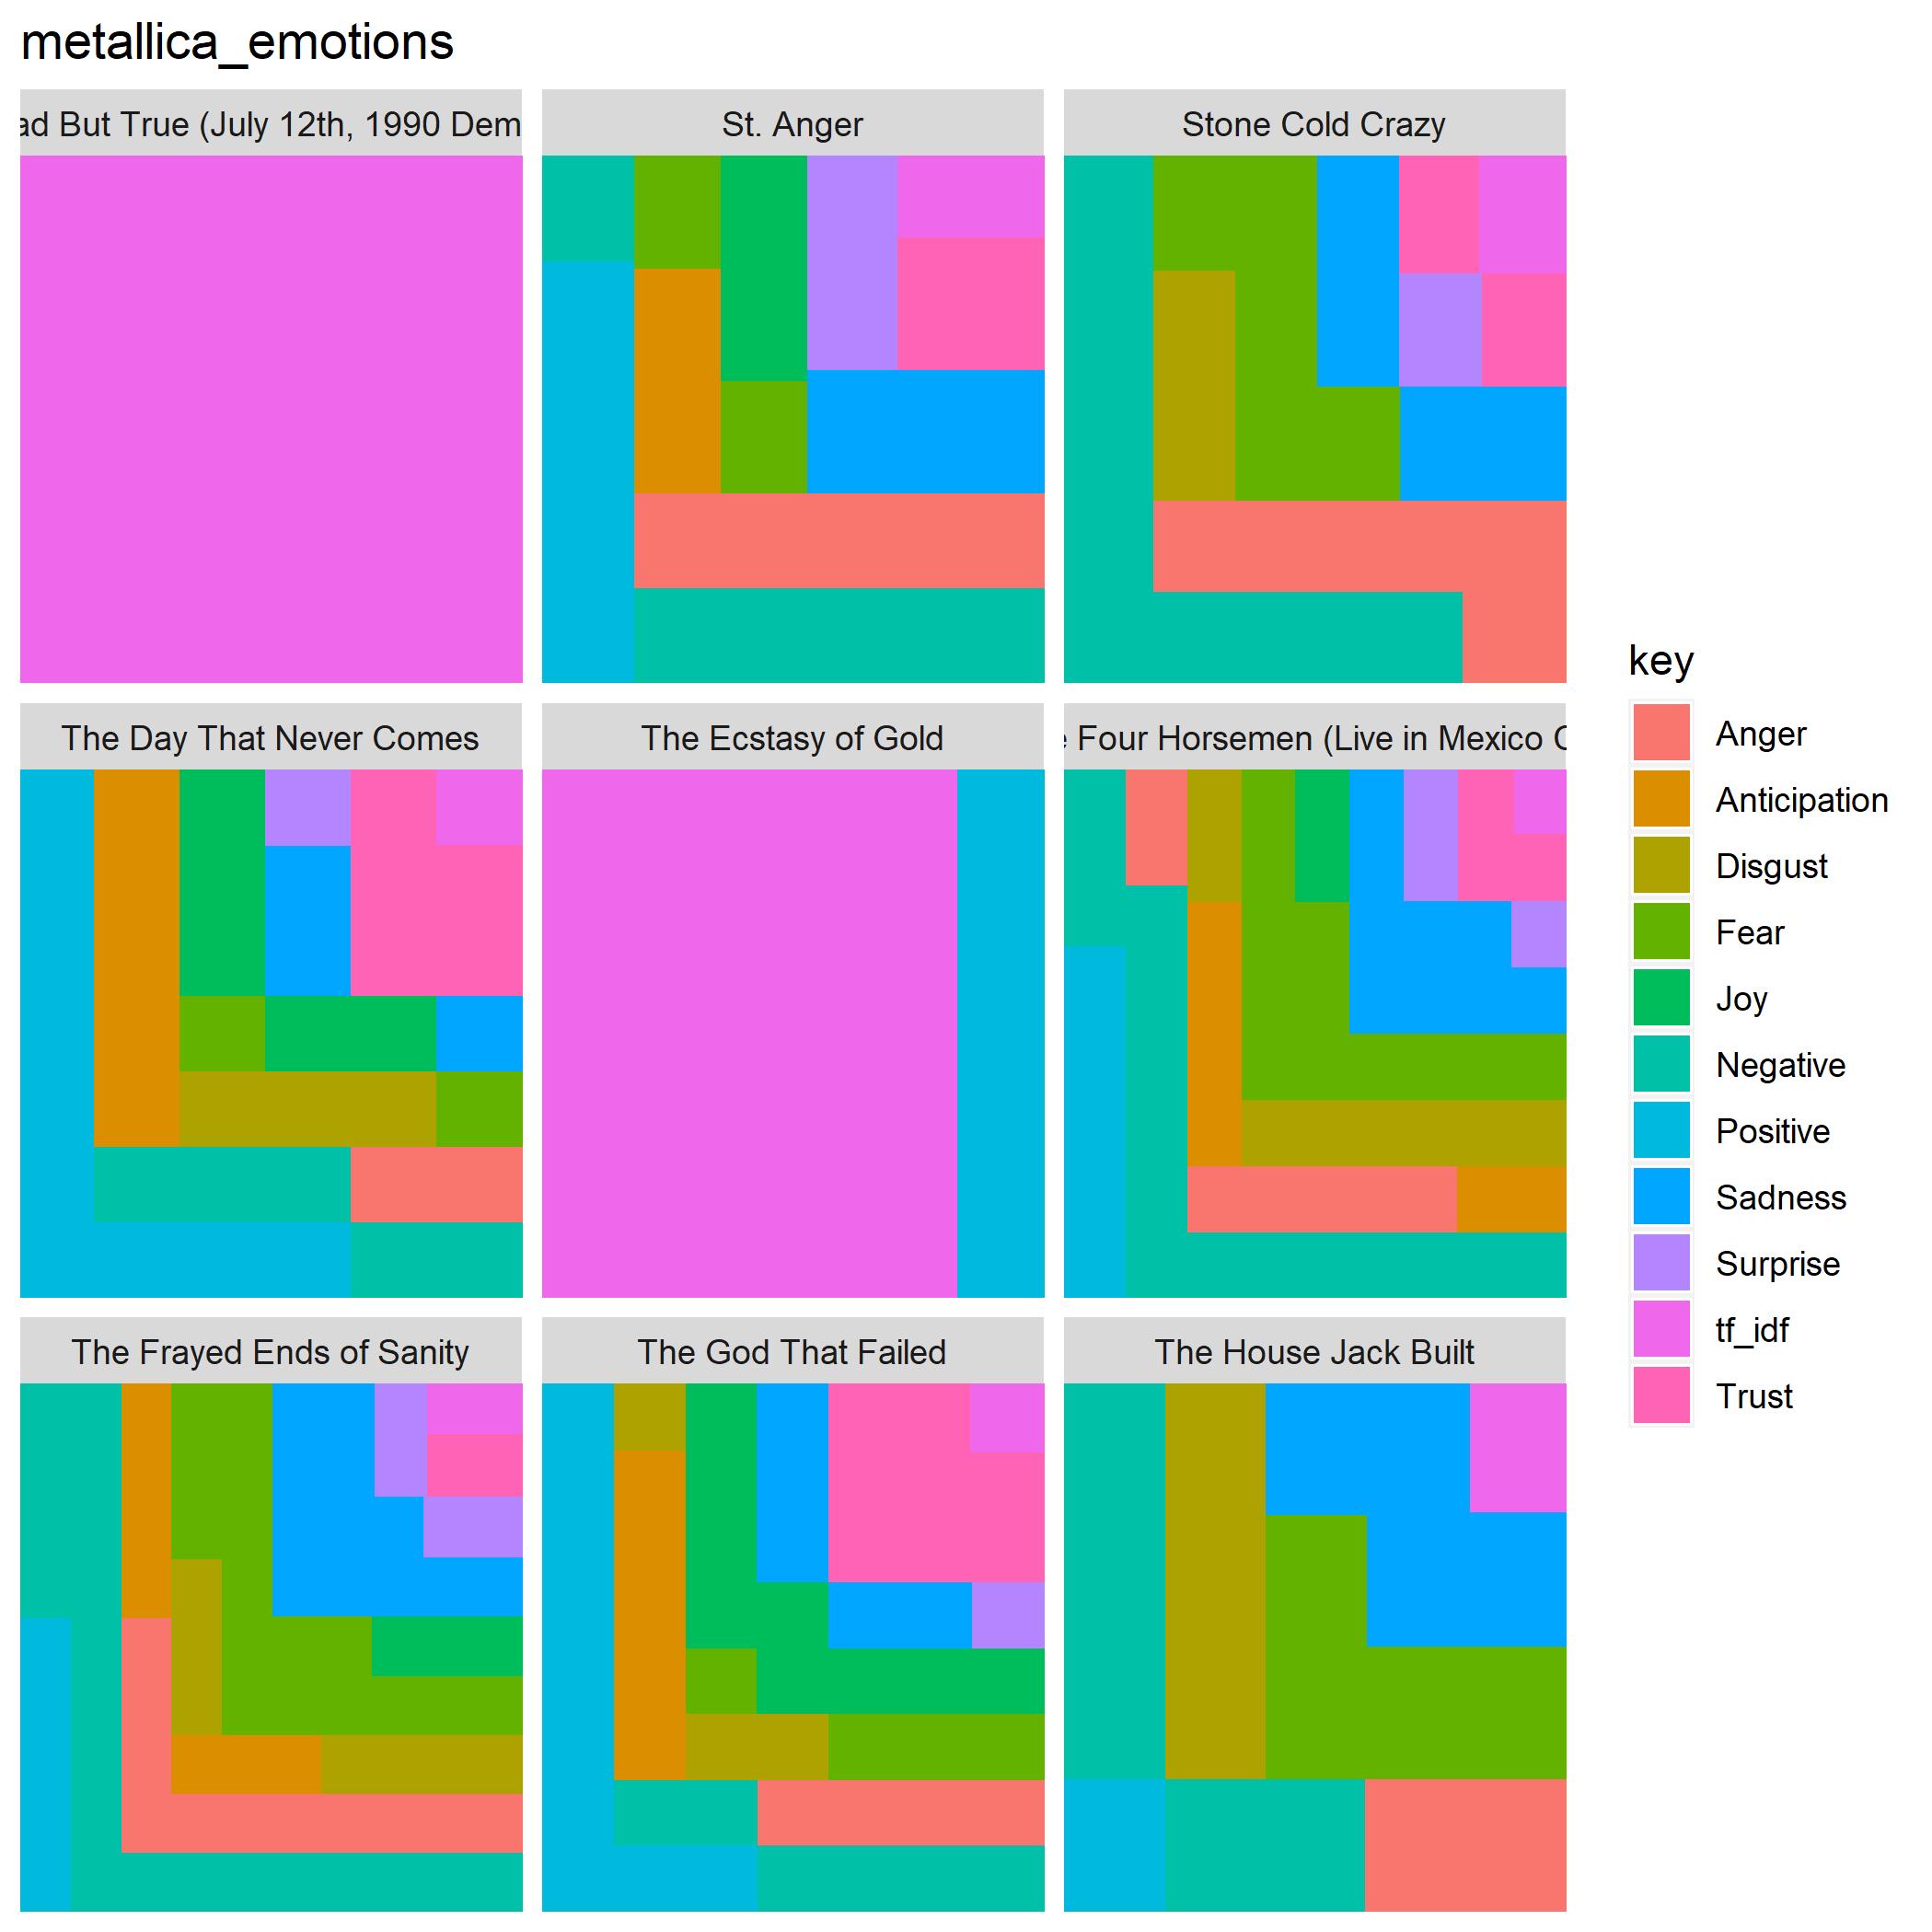 metallica_emotions
ad But True (July 12th, 1990 Dem
St. Anger
Stone Cold Crazy
The Day That Never Comes
The Ecstasy of Gold
e Four Horsemen (Live in Mexico C
The Frayed Ends of Sanity
The God That Failed
The House Jack Built
key
Anger
Anticipation
Disgust
Fear
Joy
Negative
Positive
Sadness
Surprise
tf_idf
Trust